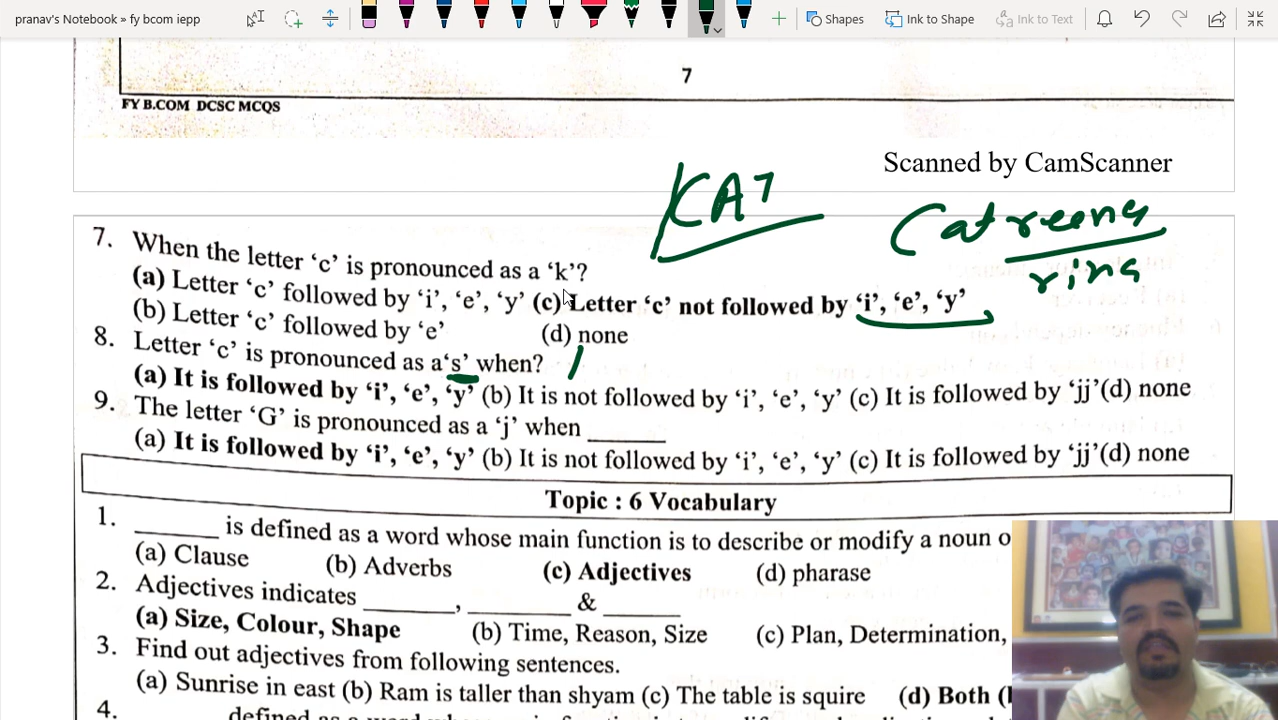 pranav's Notebook » fy bcom iepp
Shapes
Ink to Shape
Ink to Text
7
FY B.COM DCSC MCQS
Scanned by CamScanner
KAT
Catreena
rina
7. When the letter ‘c’ is pronounced as a ‘k’?
(a) Letter ‘c’ followed by ‘i’, ‘e’, ‘y’ (c) Letter ‘c’ not followed by ‘i’, ‘e’, ‘y’
(b) Letter ‘c’ followed by ‘e’ (d) none
8. Letter ‘c’ is pronounced as a‘s’ when?
(a) It is followed by ‘i’, ‘e’, ‘y’ (b) It is not followed by ‘i’, ‘e’, ‘y’ (c) It is followed by ‘jj’(d) none
9. The letter ‘G’ is pronounced as a ‘j’ when ______
(a) It is followed by ‘i’, ‘e’, ‘y’ (b) It is not followed by ‘i’, ‘e’, ‘y’ (c) It is followed by ‘jj’(d) none
Topic : 6 Vocabulary
1. ______ is defined as a word whose main function is to describe or modify a noun o
(a) Clause (b) Adverbs (c) Adjectives (d) pharase
2. Adjectives indicates ______, ______ & ______
(a) Size, Colour, Shape (b) Time, Reason, Size (c) Plan, Determination,
3. Find out adjectives from following sentences.
(a) Sunrise in east (b) Ram is taller than shyam (c) The table is squire (d) Both (
4.